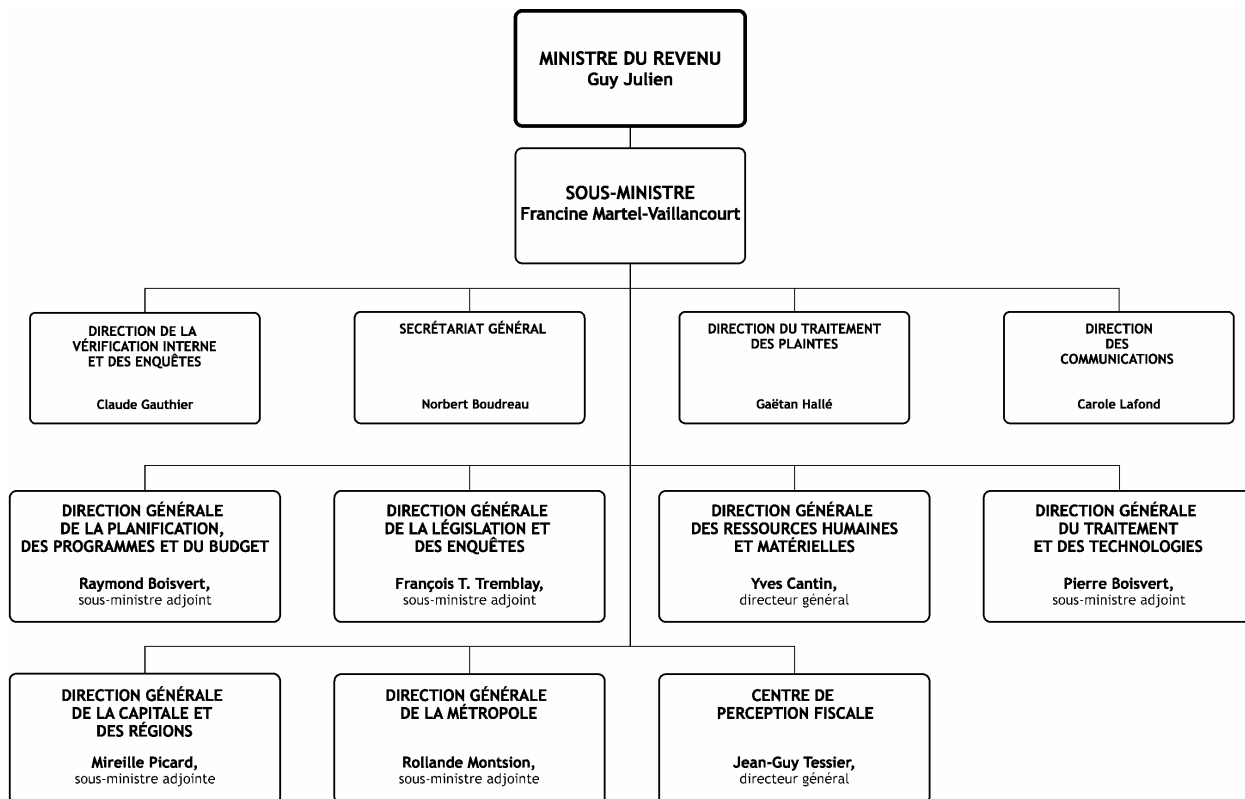 MINISTRE DU REVENU
Guy Julien
SOUS-MINISTRE
Francine Martel-Vaillancourt
DIRECTION DE LA
VÉRIFICATION INTERNE
ET DES ENQUÊTES
Claude Gauthier
SECRÉTARIAT GÉNÉRAL
Norbert Boudreau
DIRECTION DU TRAITEMENT
DES PLAINTES
Gaëtan Hallé
DIRECTION
DES
COMMUNICATIONS
Carole Lafond
DIRECTION GÉNÉRALE
DE LA PLANIFICATION,
DES PROGRAMMES ET DU BUDGET
Raymond Boisvert,
sous-ministre adjoint
DIRECTION GÉNÉRALE
DE LA LÉGISLATION ET
DES ENQUÊTES
François T. Tremblay,
sous-ministre adjoint
DIRECTION GÉNÉRALE
DES RESSOURCES HUMAINES
ET MATÉRIELLES
Yves Cantin,
directeur général
DIRECTION GÉNÉRALE
DU TRAITEMENT
ET DES TECHNOLOGIES
Pierre Boisvert,
sous-ministre adjoint
DIRECTION GÉNÉRALE
DE LA CAPITALE ET
DES RÉGIONS
Mireille Picard,
sous-ministre adjointe
DIRECTION GÉNÉRALE
DE LA MÉTROPOLE
Rollande Montsion,
sous-ministre adjointe
CENTRE DE
PERCEPTION FISCALE
Jean-Guy Tessier,
directeur général